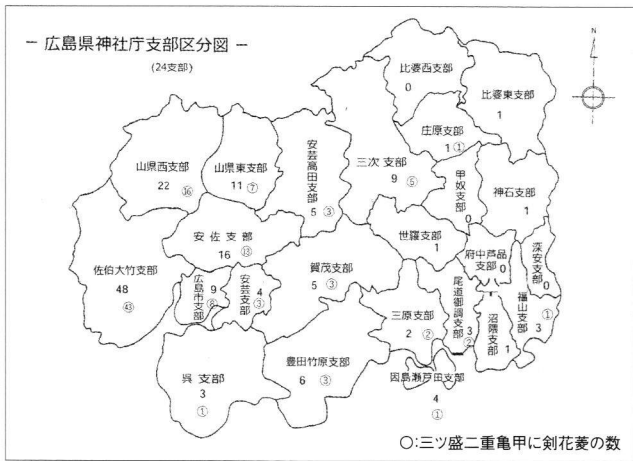 ― 広島県神社庁支部区分図 ―
(24支部)
N
比婆西支部
0
比婆東支部
1
庄原支部
1 ①
山県西支部
22 ⑯
山県東支部
11 ⑦
安芸高田支部
5 ③
三次支部
9 ⑤
甲奴支部
0
神石支部
1
安佐支部
16 ⑬
世羅支部
1
府中芦品
支部
0
深安支部
0
佐伯大竹支部
48
㊸
広島市支部
9
⑧
安芸支部
4
③
賀茂支部
5 ③
三原支部
2 ②
尾道御調支部
3
②
沼隈支部
1
福山支部
①
3
豊田竹原支部
6 ③
因島瀬戸田支部
4
①
呉支部
3
①
○:三ツ盛二重亀甲に剣花菱の数